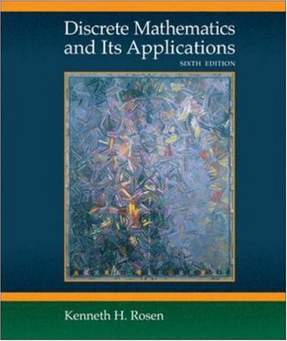 Discrete Mathematics
and Its Applications
SIXTH EDITION
Kenneth H. Rosen